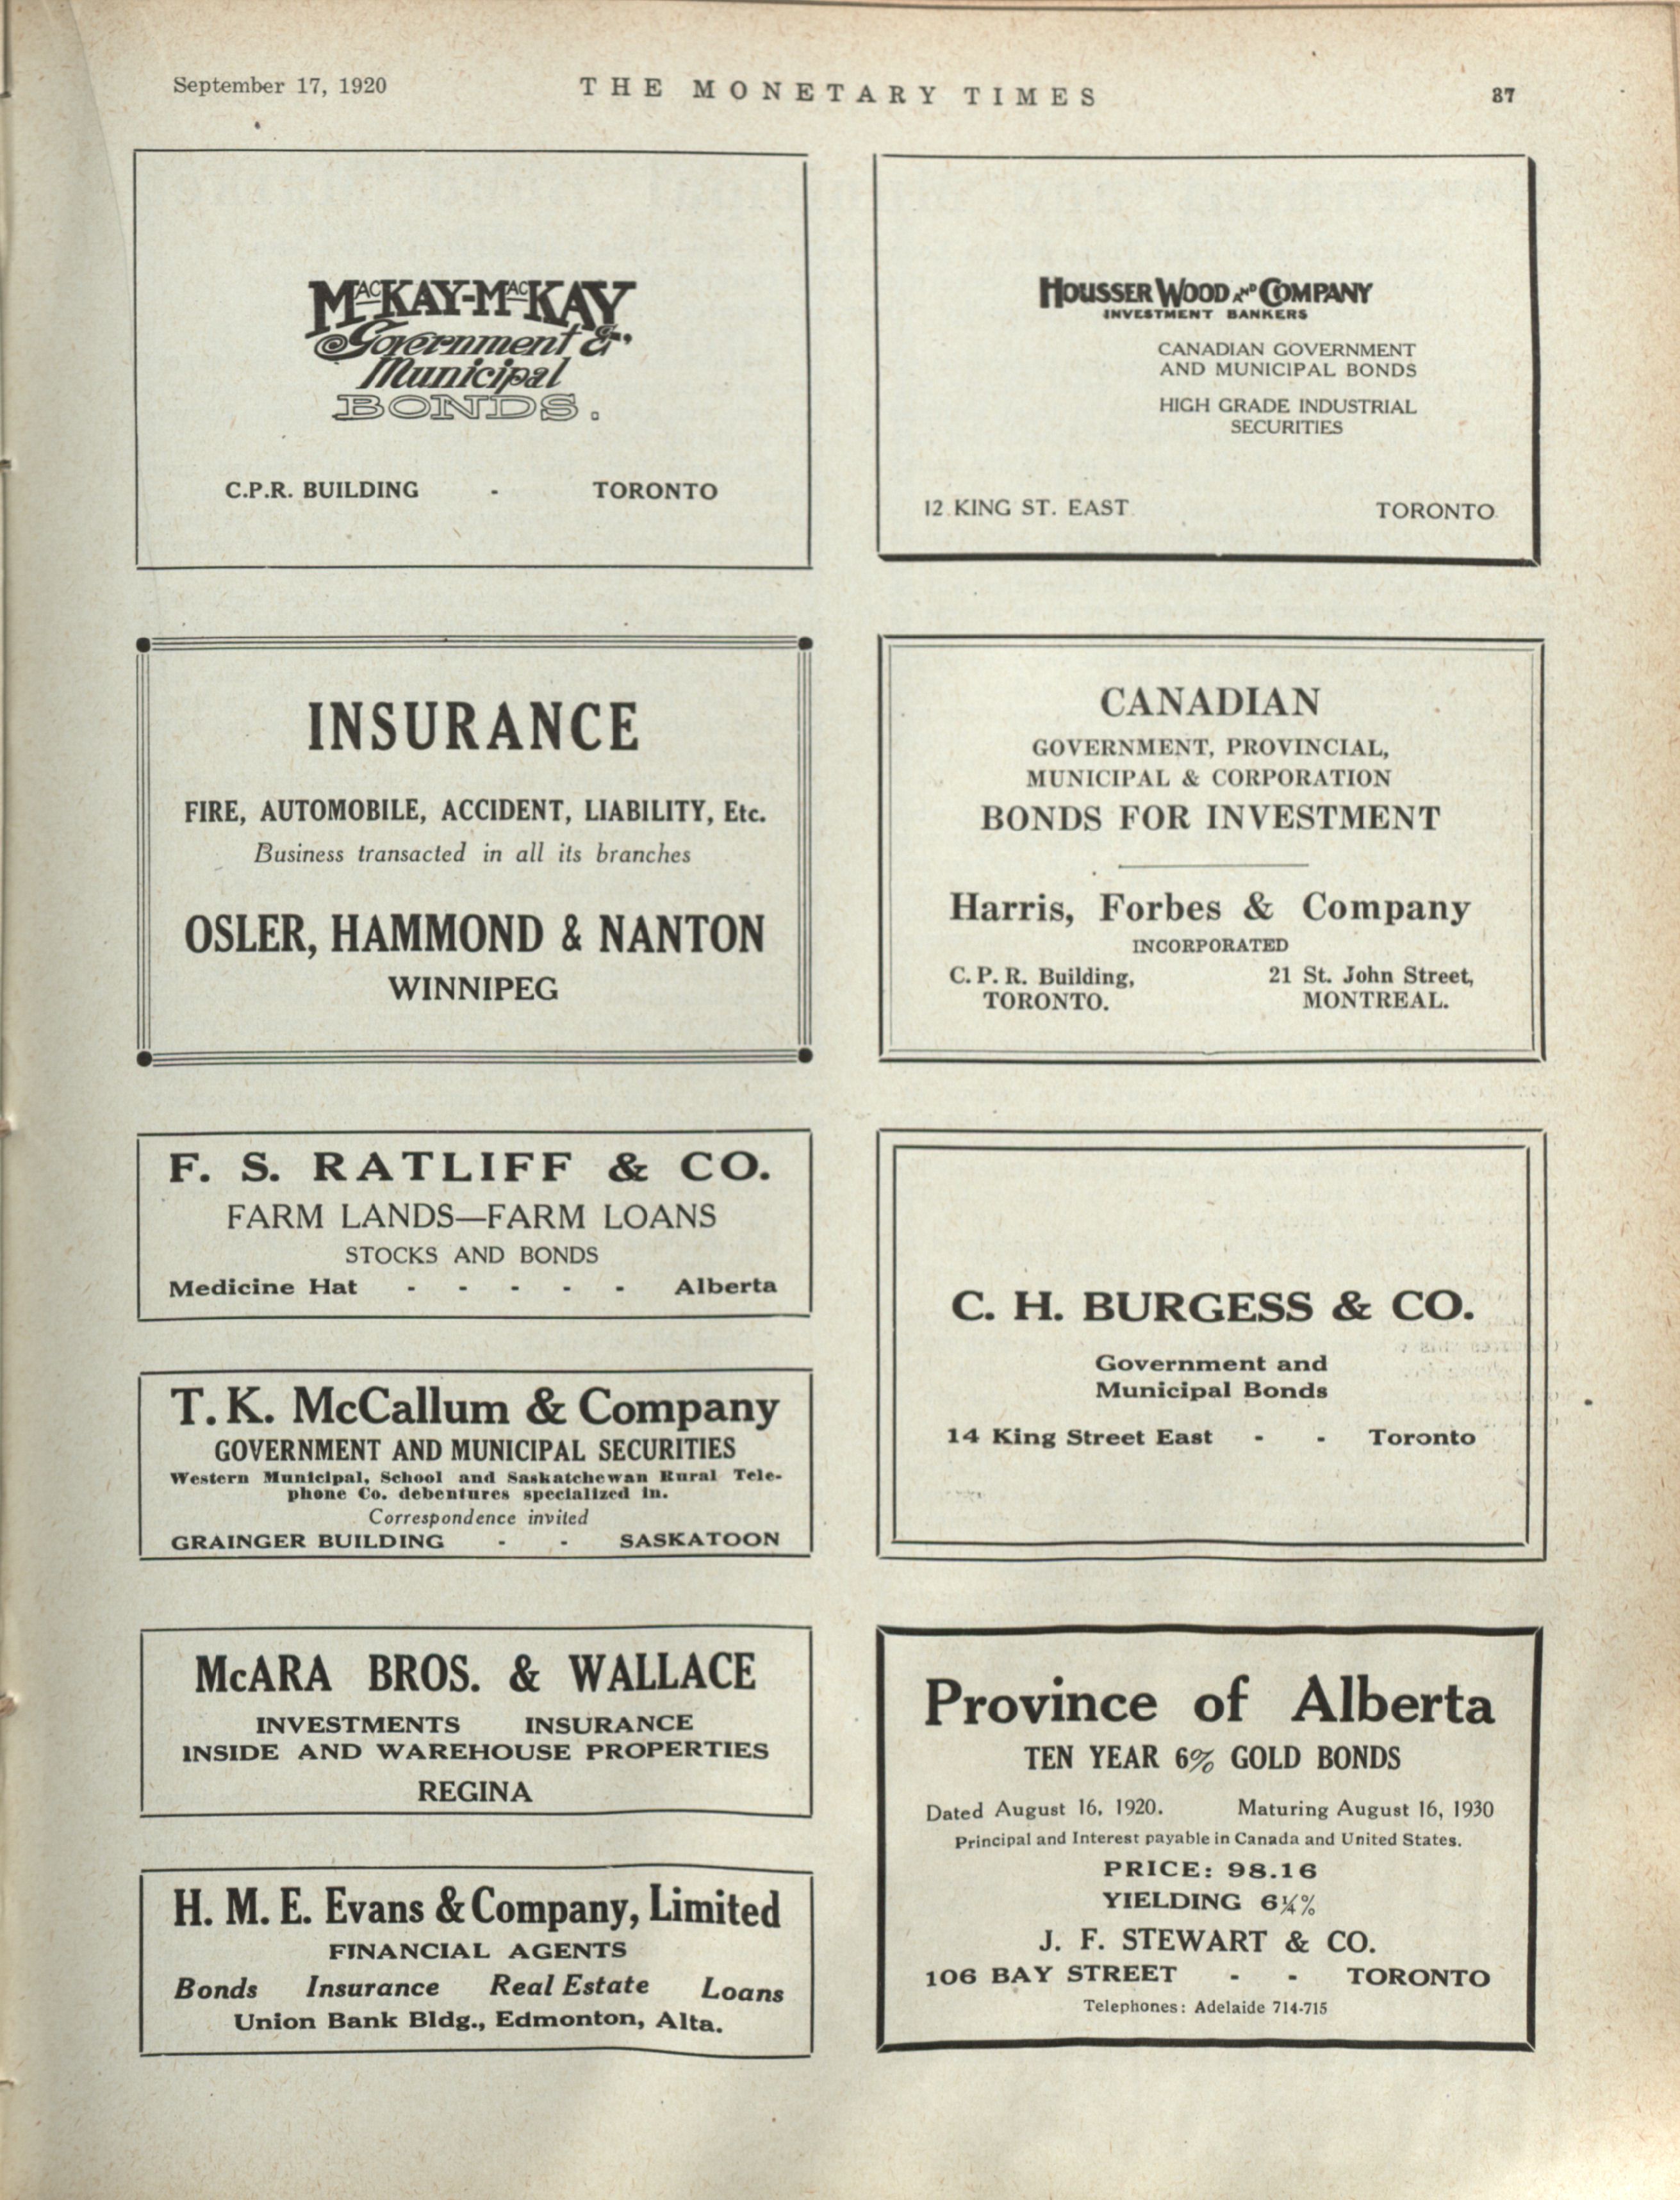 September 17, 1920
THE MONETARY TIMES
37
MACKAY-MACKAY
Government &
Municipal
BONDS.
C.P.R. BUILDING - TORONTO
INSURANCE
FIRE, AUTOMOBILE, ACCIDENT, LIABILITY, Etc.
Business transacted in all its branches
OSLER, HAMMOND & NANTON
WINNIPEG
F. S. RATLIFF & CO.
FARM LANDS—FARM LOANS
STOCKS AND BONDS
Medicine Hat - - - - - Alberta
T. K. McCallum & Company
GOVERNMENT AND MUNICIPAL SECURITIES
Western Municipal, School and Saskatchewan Rural Tele-
phone Co. debentures specialized in.
Correspondence invited
GRAINGER BUILDING - - SASKATOON
McARA BROS. & WALLACE
INVESTMENTS INSURANCE
INSIDE AND WAREHOUSE PROPERTIES
REGINA
H. M. E. Evans & Company, Limited
FINANCIAL AGENTS
Bonds Insurance Real Estate Loans
Union Bank Bldg., Edmonton, Alta.
HOUSSER WOOD AND COMPANY
INVESTMENT BANKERS
CANADIAN GOVERNMENT
AND MUNICIPAL BONDS
HIGH GRADE INDUSTRIAL
SECURITIES
12 KING ST. EAST TORONTO
CANADIAN
GOVERNMENT, PROVINCIAL,
MUNICIPAL & CORPORATION
BONDS FOR INVESTMENT
Harris, Forbes & Company
INCORPORATED
C. P. R. Building, 21 St. John Street,
TORONTO. MONTREAL.
C. H. BURGESS & CO.
Government and
Municipal Bonds
14 King Street East - - Toronto
Province of Alberta
TEN YEAR 6% GOLD BONDS
Dated August 16, 1920. Maturing August 16, 1930
Principal and Interest payable in Canada and United States.
PRICE: 98.16
YIELDING 6¼%
J. F. STEWART & CO.
106 BAY STREET - - TORONTO
Telephones: Adelaide 714-715